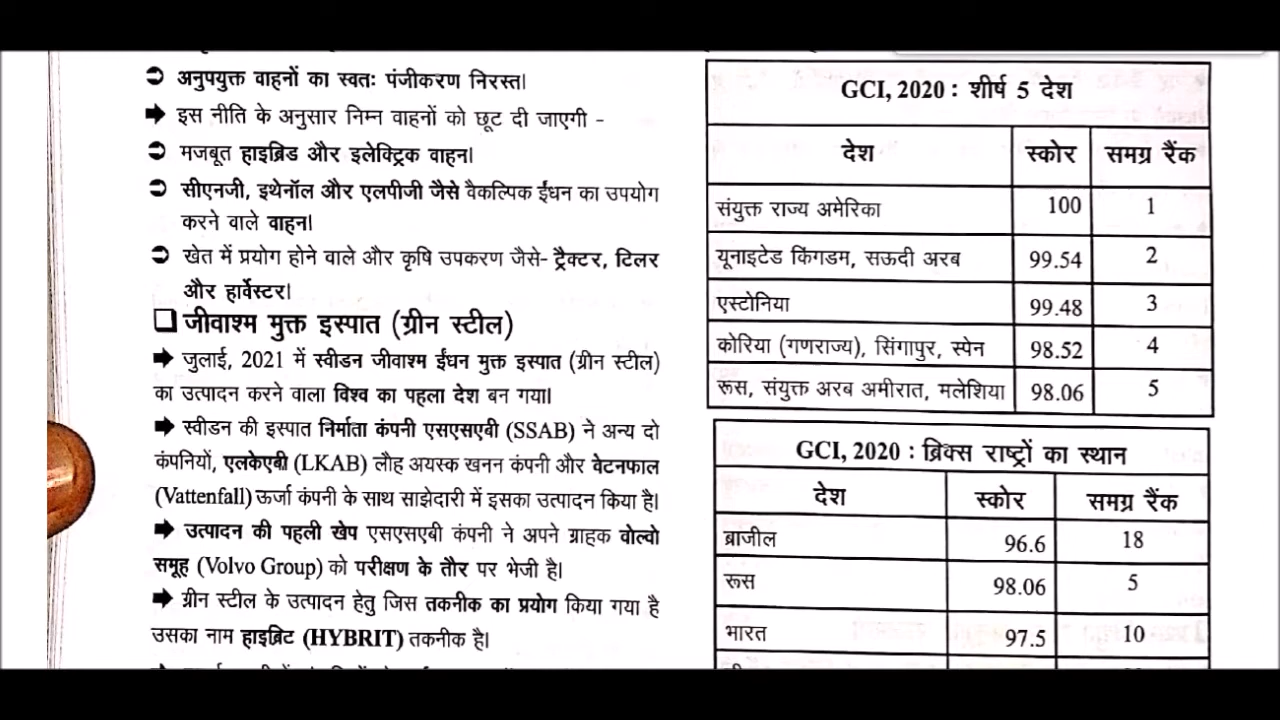 ➲ अनुपयुक्त वाहनों का स्वतः पंजीकरण निरस्त।
➡ इस नीति के अनुसार निम्न वाहनों को छूट दी जाएगी -
➲ मजबूत हाइब्रिड और इलेक्ट्रिक वाहन।
➲ सीएनजी, इथेनॉल और एलपीजी जैसे वैकल्पिक ईंधन का उपयोग
करने वाले वाहन।
➲ खेत में प्रयोग होने वाले और कृषि उपकरण जैसे- ट्रैक्टर, टिलर
और हार्वेस्टर।
❑ जीवाश्म मुक्त इस्पात (ग्रीन स्टील)
➡ जुलाई, 2021 में स्वीडन जीवाश्म ईंधन मुक्त इस्पात (ग्रीन स्टील)
का उत्पादन करने वाला विश्व का पहला देश बन गया।
➡ स्वीडन की इस्पात निर्माता कंपनी एसएसएबी (SSAB) ने अन्य दो
कंपनियों, एलकेएबी (LKAB) लौह अयस्क खनन कंपनी और वेटनफाल
(Vattenfall) ऊर्जा कंपनी के साथ साझेदारी में इसका उत्पादन किया है।
➡ उत्पादन की पहली खेप एसएसएबी कंपनी ने अपने ग्राहक वोल्वो
समूह (Volvo Group) को परीक्षण के तौर पर भेजी है।
➡ ग्रीन स्टील के उत्पादन हेतु जिस तकनीक का प्रयोग किया गया है
उसका नाम हाइब्रिट (HYBRIT) तकनीक है।
GCI, 2020 : शीर्ष 5 देश
देश स्कोर समग्र रैंक
संयुक्त राज्य अमेरिका 100 1
यूनाइटेड किंगडम, सऊदी अरब 99.54 2
एस्टोनिया 99.48 3
कोरिया (गणराज्य), सिंगापुर, स्पेन 98.52 4
रूस, संयुक्त अरब अमीरात, मलेशिया 98.06 5
GCI, 2020 : ब्रिक्स राष्ट्रों का स्थान
देश स्कोर समग्र रैंक
ब्राजील 96.6 18
रूस 98.06 5
भारत 97.5 10